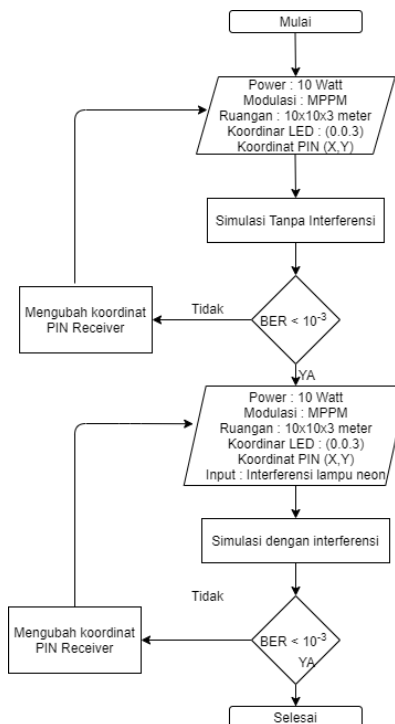 Mulai
Power : 10 Watt
Modulasi : MPPM
Ruangan : 10x10x3 meter
Koordinar LED : (0.0.3)
Koordinat PIN (X,Y)
Simulasi Tanpa Interferensi
Tidak
Mengubah koordinat
PIN Receiver
BER < 10⁻³
YA
Power : 10 Watt
Modulasi : MPPM
Ruangan : 10x10x3 meter
Koordinar LED : (0.0.3)
Koordinat PIN (X,Y)
Input : Interferensi lampu neon
Simulasi dengan interferensi
Tidak
Mengubah koordinat
PIN Receiver
BER < 10⁻³
YA
Selesai